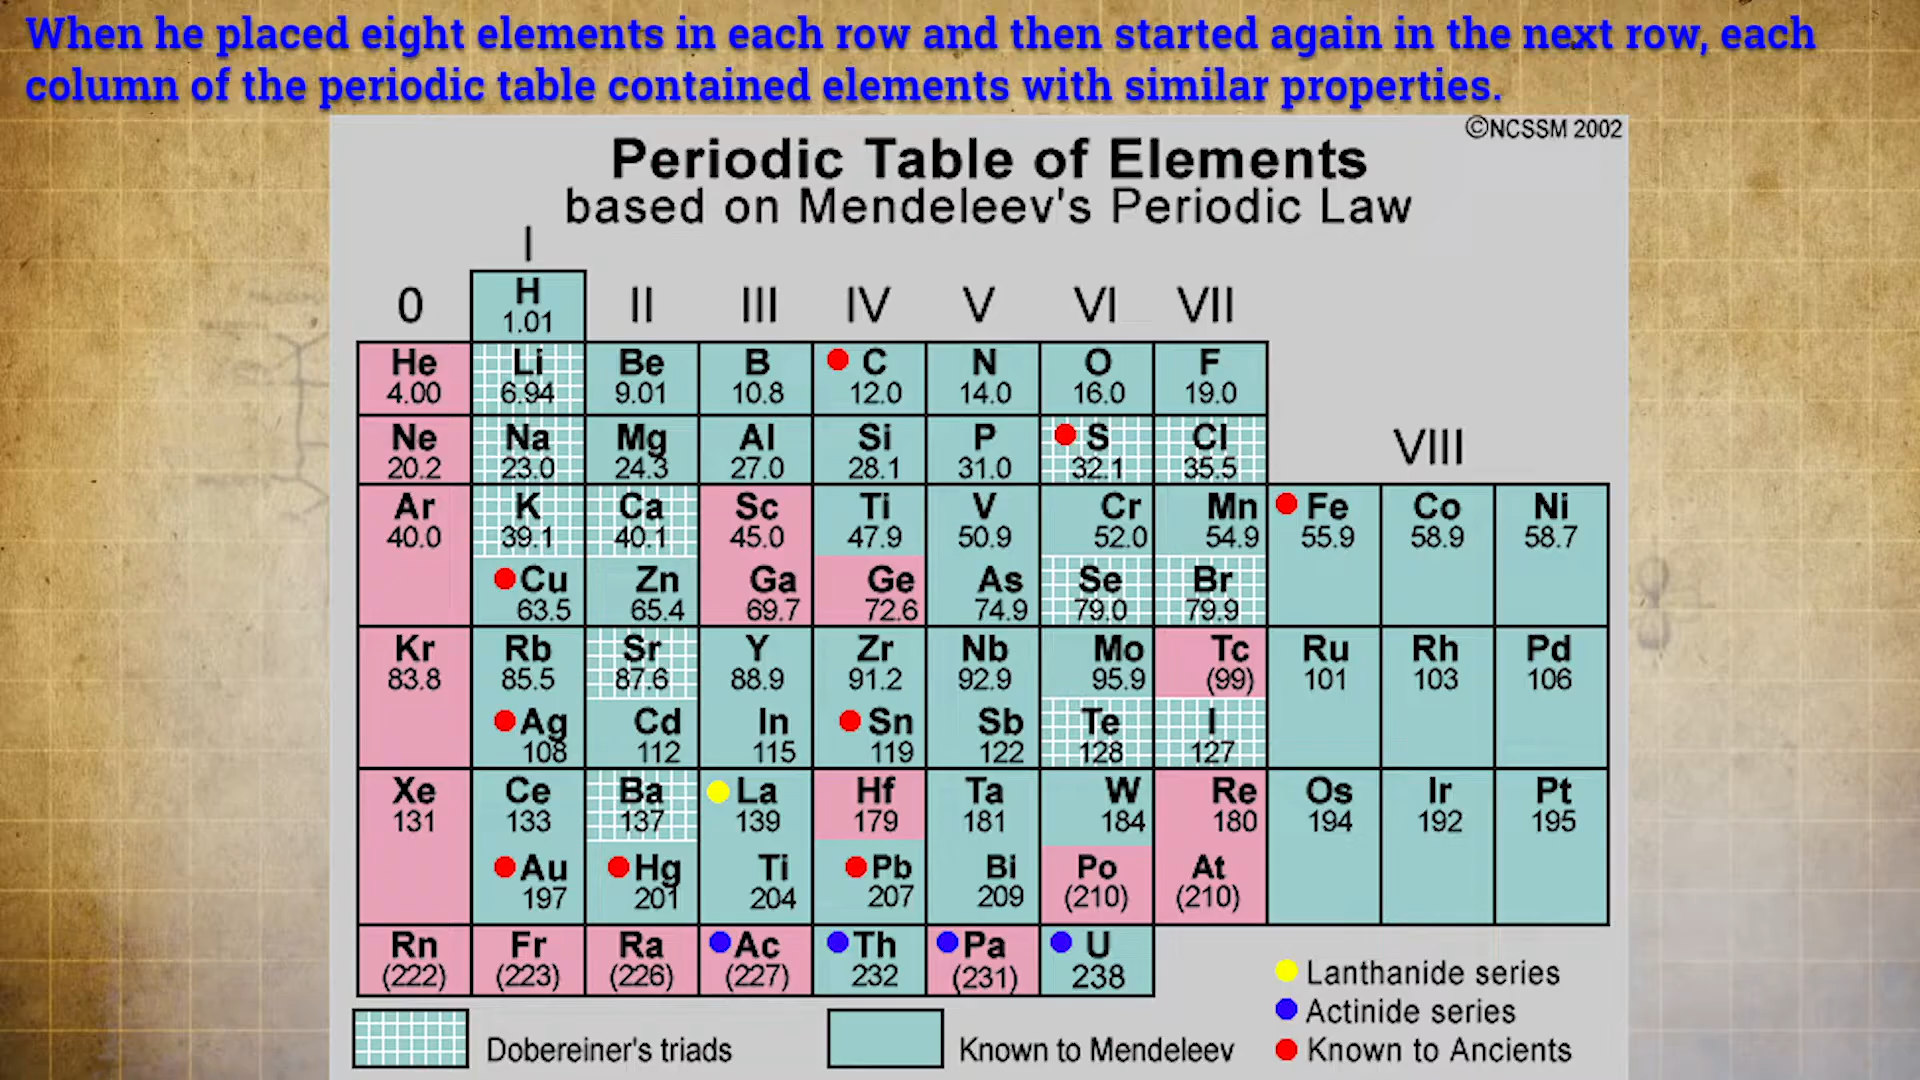 When he placed eight elements in each row and then started again in the next row, each
column of the periodic table contained elements with similar properties.
©NCSSM 2002
Periodic Table of Elements
based on Mendeleev's Periodic Law
I
0 H II III IV V VI VII
1.01
He Li Be B C N O F
4.00 6.94 9.01 10.8 12.0 14.0 16.0 19.0
Ne Na Mg Al Si P S Cl VIII
20.2 23.0 24.3 27.0 28.1 31.0 32.1 35.5
Ar K Ca Sc Ti V Cr Mn Fe Co Ni
40.0 39.1 40.1 45.0 47.9 50.9 52.0 54.9 55.9 58.9 58.7
Cu Zn Ga Ge As Se Br
63.5 65.4 69.7 72.6 74.9 79.0 79.9
Kr Rb Sr Y Zr Nb Mo Tc Ru Rh Pd
83.8 85.5 87.6 88.9 91.2 92.9 95.9 (99) 101 103 106
Ag Cd In Sn Sb Te I
108 112 115 119 122 128 127
Xe Ce Ba La Hf Ta W Re Os Ir Pt
131 133 137 139 179 181 184 180 194 192 195
Au Hg Ti Pb Bi Po At
197 201 204 207 209 (210) (210)
Rn Fr Ra Ac Th Pa U
(222) (223) (226) (227) 232 (231) 238
Lanthanide series
Actinide series
Dobereiner's triads Known to Mendeleev Known to Ancients